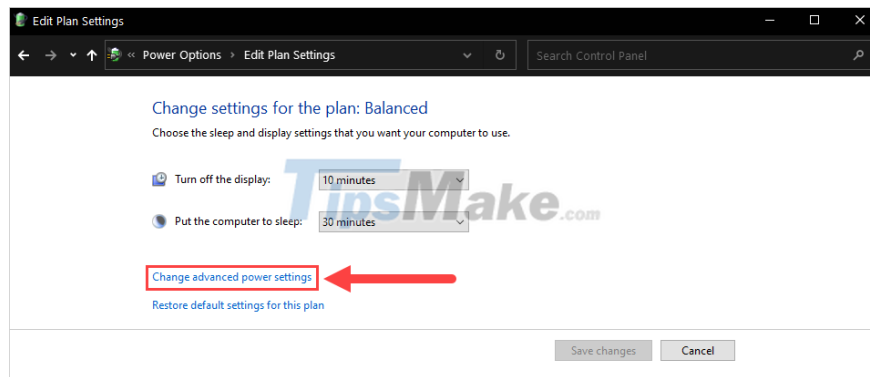 Edit Plan Settings
« Power Options › Edit Plan Settings
Search Control Panel
Change settings for the plan: Balanced
Choose the sleep and display settings that you want your computer to use.
Turn off the display: 10 minutes
Put the computer to sleep: 30 minutes
TipsMake.com
Change advanced power settings
Restore default settings for this plan
Save changes Cancel